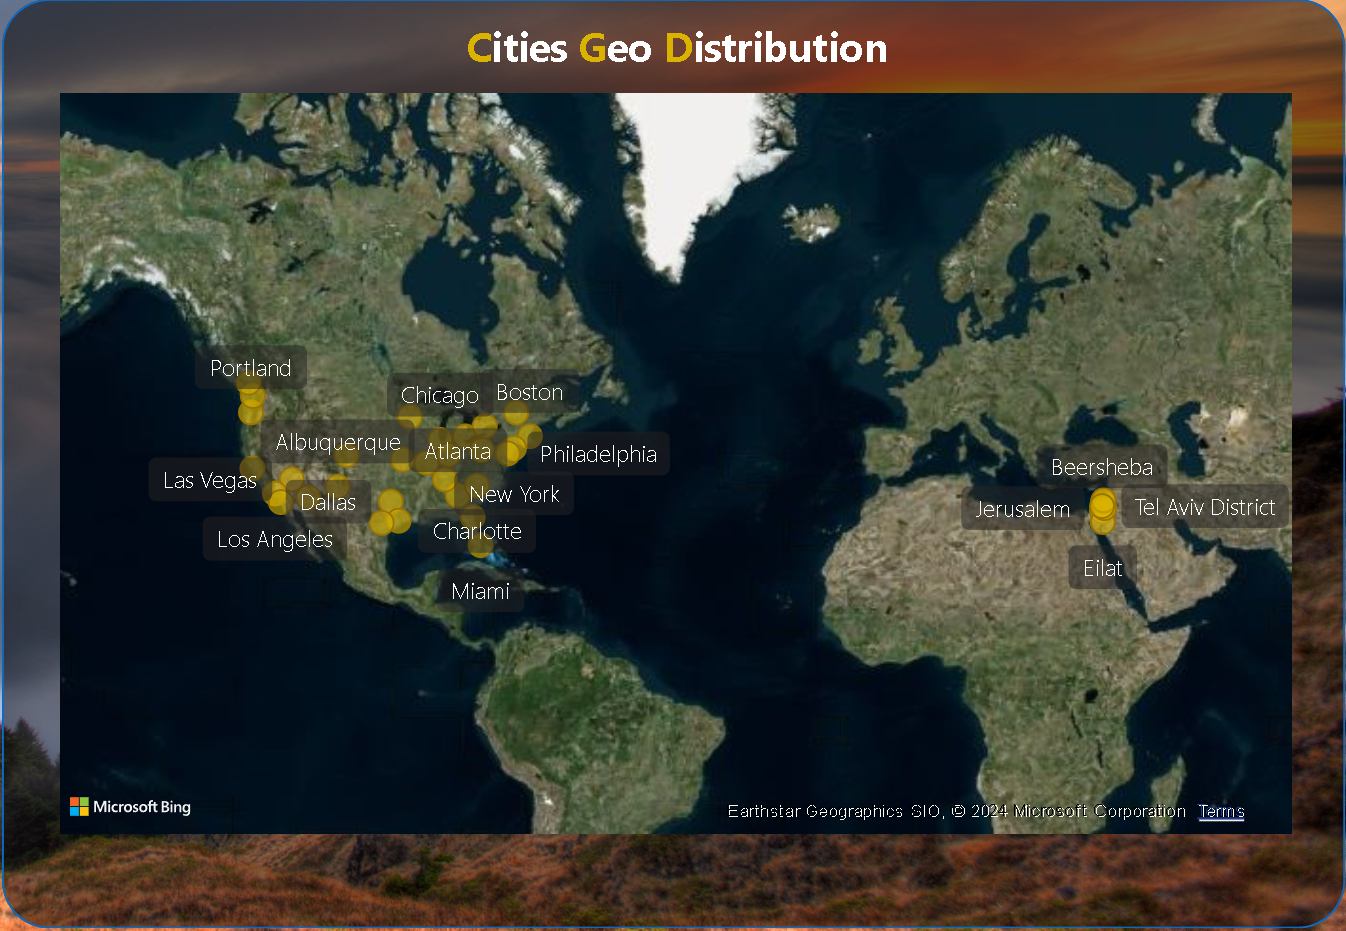 Cities Geo Distribution
Portland
Chicago
Boston
Albuquerque
Atlanta
Philadelphia
Las Vegas
Dallas
New York
Los Angeles
Charlotte
Miami
Beersheba
Jerusalem
Tel Aviv District
Eilat
Microsoft Bing
Earthstar Geographics SIO, © 2024 Microsoft Corporation Terms